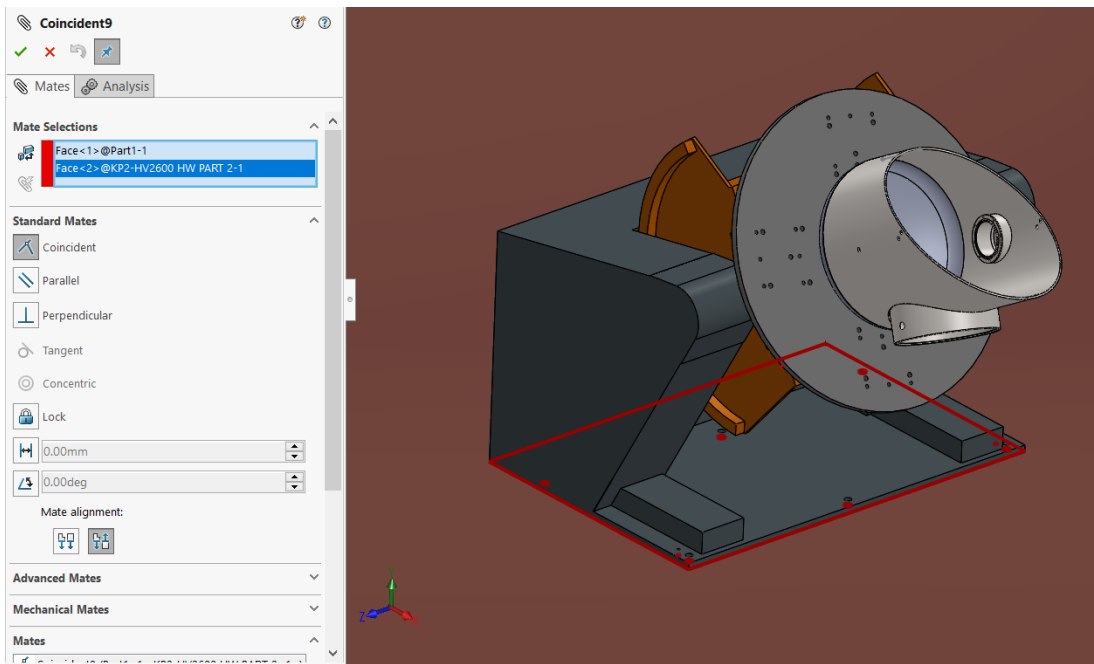 Coincident9
Mates Analysis
Mate Selections
Face<1>@Part1-1
Face<2>@KP2-HV2600 HW PART 2-1
Standard Mates
Coincident
Parallel
Perpendicular
Tangent
Concentric
Lock
0.00mm
0.00deg
Mate alignment:
Advanced Mates
Mechanical Mates
Mates
Z